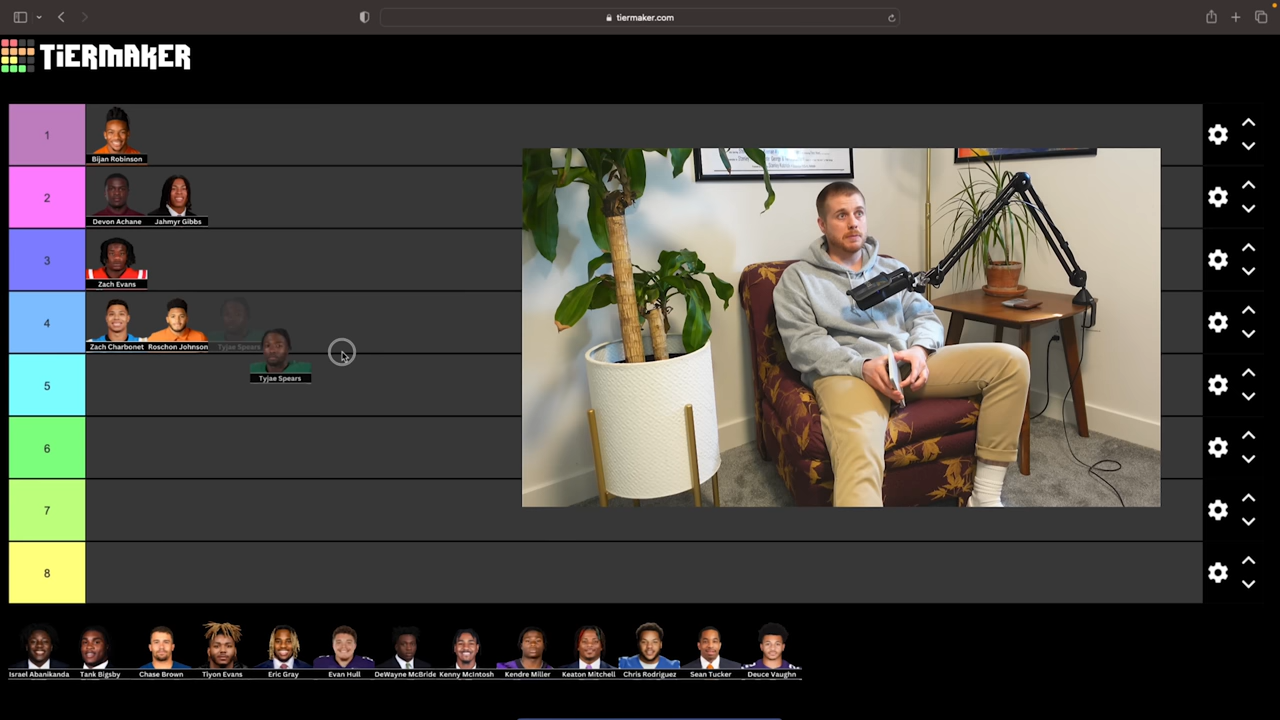 tiermaker.com
TIERMAKER
1
Bijan Robinson
2
Devon Achane Jahmyr Gibbs
3
Zach Evans
4
Zach Charbonet Roschon Johnson Tyjae Spears
Tyjae Spears
5
6
7
8
Israel Abanikanda Tank Bigsby Chase Brown Tiyon Evans Eric Gray Evan Hull DeWayne McBride Kenny McIntosh Kendre Miller Keaton Mitchell Chris Rodriguez Sean Tucker Deuce Vaughn